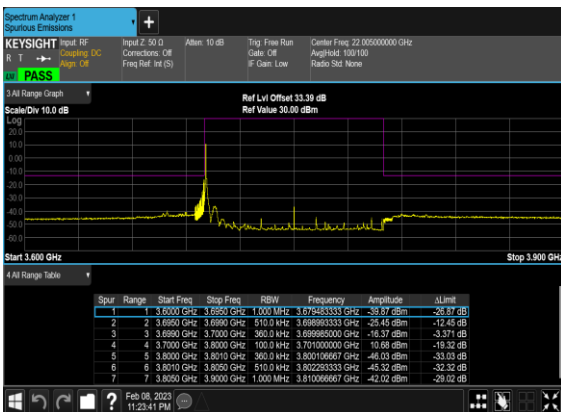 Spectrum Analyzer 1
Spurious Emissions
KEYSIGHT Input: RF Input Z: 50 Ω Atten: 10 dB Trig: Free Run Center Freq: 22.005000000 GHz
R T Coupling: DC Corrections: Off Gate: Off Avg|Hold: 100/100
Align: Off Freq Ref: Int (S) IF Gain: Low Radio Std: None
PASS
3 All Range Graph
Ref Lvl Offset 33.39 dB
Scale/Div 10.0 dB Ref Value 30.00 dBm
Log
20.0
10.0
0.00
-10.0
-20.0
-30.0
-40.0
-50.0
-60.0
Start 3.600 GHz Stop 3.900 GHz
4 All Range Table
Spur Range Start Freq Stop Freq RBW Frequency Amplitude ΔLimit
1 1 3.6000 GHz 3.6950 GHz 1.000 MHz 3.679483333 GHz -39.87 dBm -26.87 dB
2 2 3.6950 GHz 3.6990 GHz 510.0 kHz 3.698993333 GHz -25.45 dBm -12.45 dB
3 3 3.6990 GHz 3.7000 GHz 360.0 kHz 3.699985000 GHz -16.37 dBm -3.371 dB
4 4 3.7000 GHz 3.8000 GHz 100.0 kHz 3.701000000 GHz 10.68 dBm -19.32 dB
5 5 3.8000 GHz 3.8010 GHz 360.0 kHz 3.800106667 GHz -46.03 dBm -33.03 dB
6 6 3.8010 GHz 3.8050 GHz 510.0 kHz 3.802293333 GHz -45.32 dBm -32.32 dB
7 7 3.8050 GHz 3.9000 GHz 1.000 MHz 3.810066667 GHz -42.02 dBm -29.02 dB
Feb 08, 2023
11:23:41 PM